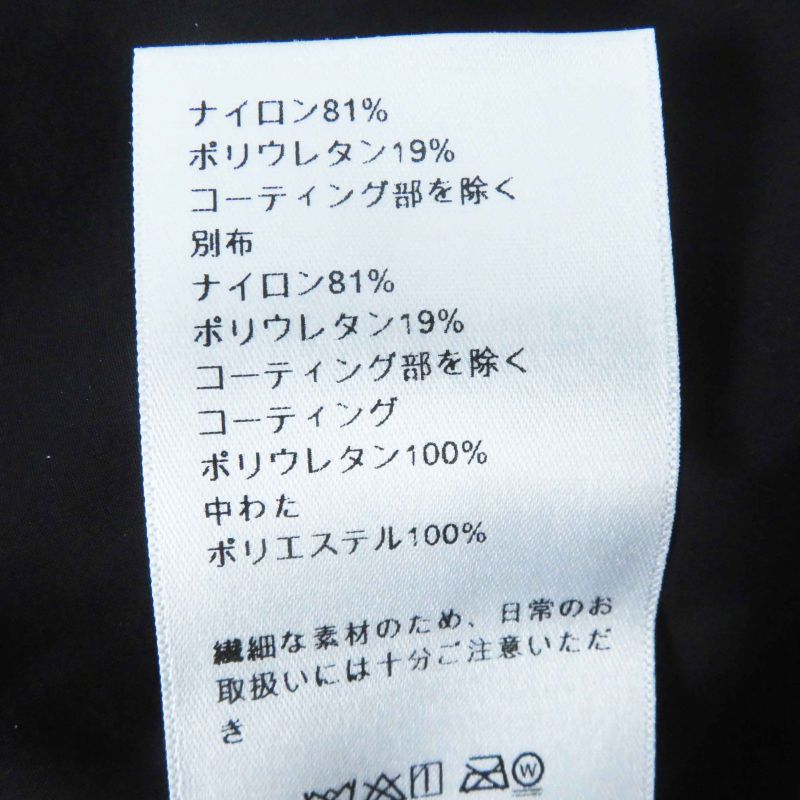 ナイロン81%
ポリウレタン19%
コーティング部を除く
別布
ナイロン81%
ポリウレタン19%
コーティング部を除く
コーティング
ポリウレタン100%
中わた
ポリエステル100%
繊細な素材のため、日常のお
取扱いには十分ご注意いただ
き
W